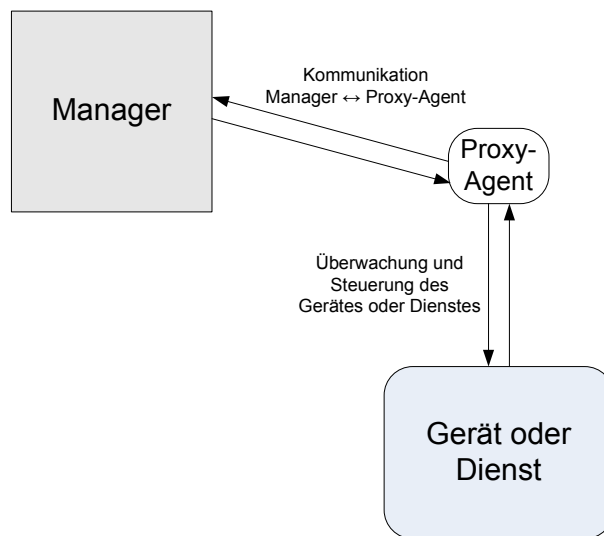 Manager
Kommunikation
Manager ↔ Proxy-Agent
Proxy-
Agent
Überwachung und
Steuerung des
Gerätes oder Dienstes
Gerät oder
Dienst